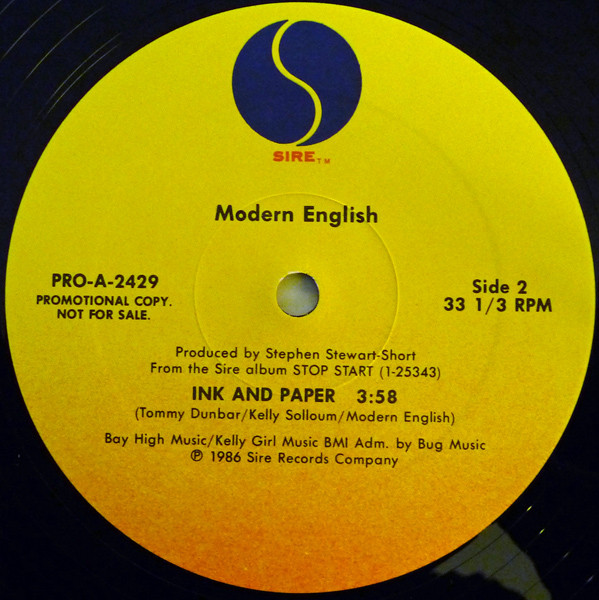 SIRE™
Modern English
PRO-A-2429
PROMOTIONAL COPY.
NOT FOR SALE.
Side 2
33 1/3 RPM
Produced by Stephen Stewart-Short
From the Sire album STOP START (1-25343)
INK AND PAPER 3:58
(Tommy Dunbar/Kelly Solloum/Modern English)
Bay High Music/Kelly Girl Music BMI Adm. by Bug Music
℗ 1986 Sire Records Company